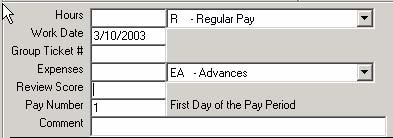 Hours R - Regular Pay
Work Date 3/10/2003
Group Ticket #
Expenses EA - Advances
Review Score
Pay Number 1 First Day of the Pay Period
Comment